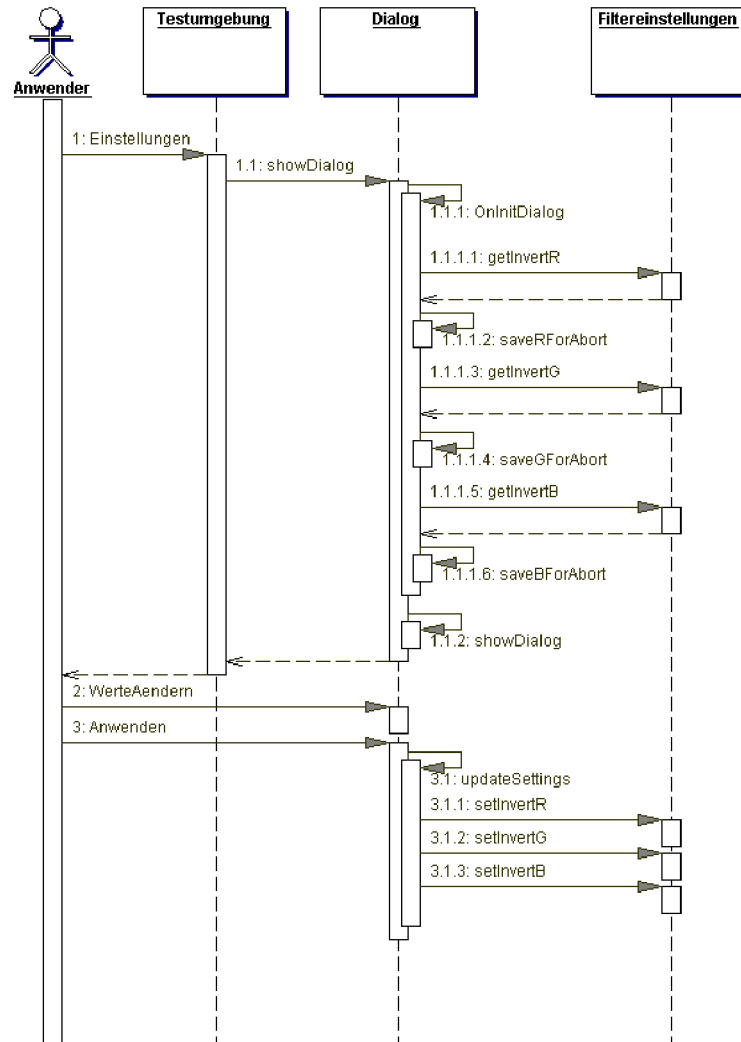 Testumgebung
Dialog
Filtereinstellungen
Anwender
1: Einstellungen
1.1: showDialog
1.1.1: OnInitDialog
1.1.1.1: getInvertR
1.1.1.2: saveRForAbort
1.1.1.3: getInvertG
1.1.1.4: saveGForAbort
1.1.1.5: getInvertB
1.1.1.6: saveBForAbort
1.1.2: showDialog
2: WerteAendern
3: Anwenden
3.1: updateSettings
3.1.1: setInvertR
3.1.2: setInvertG
3.1.3: setInvertB